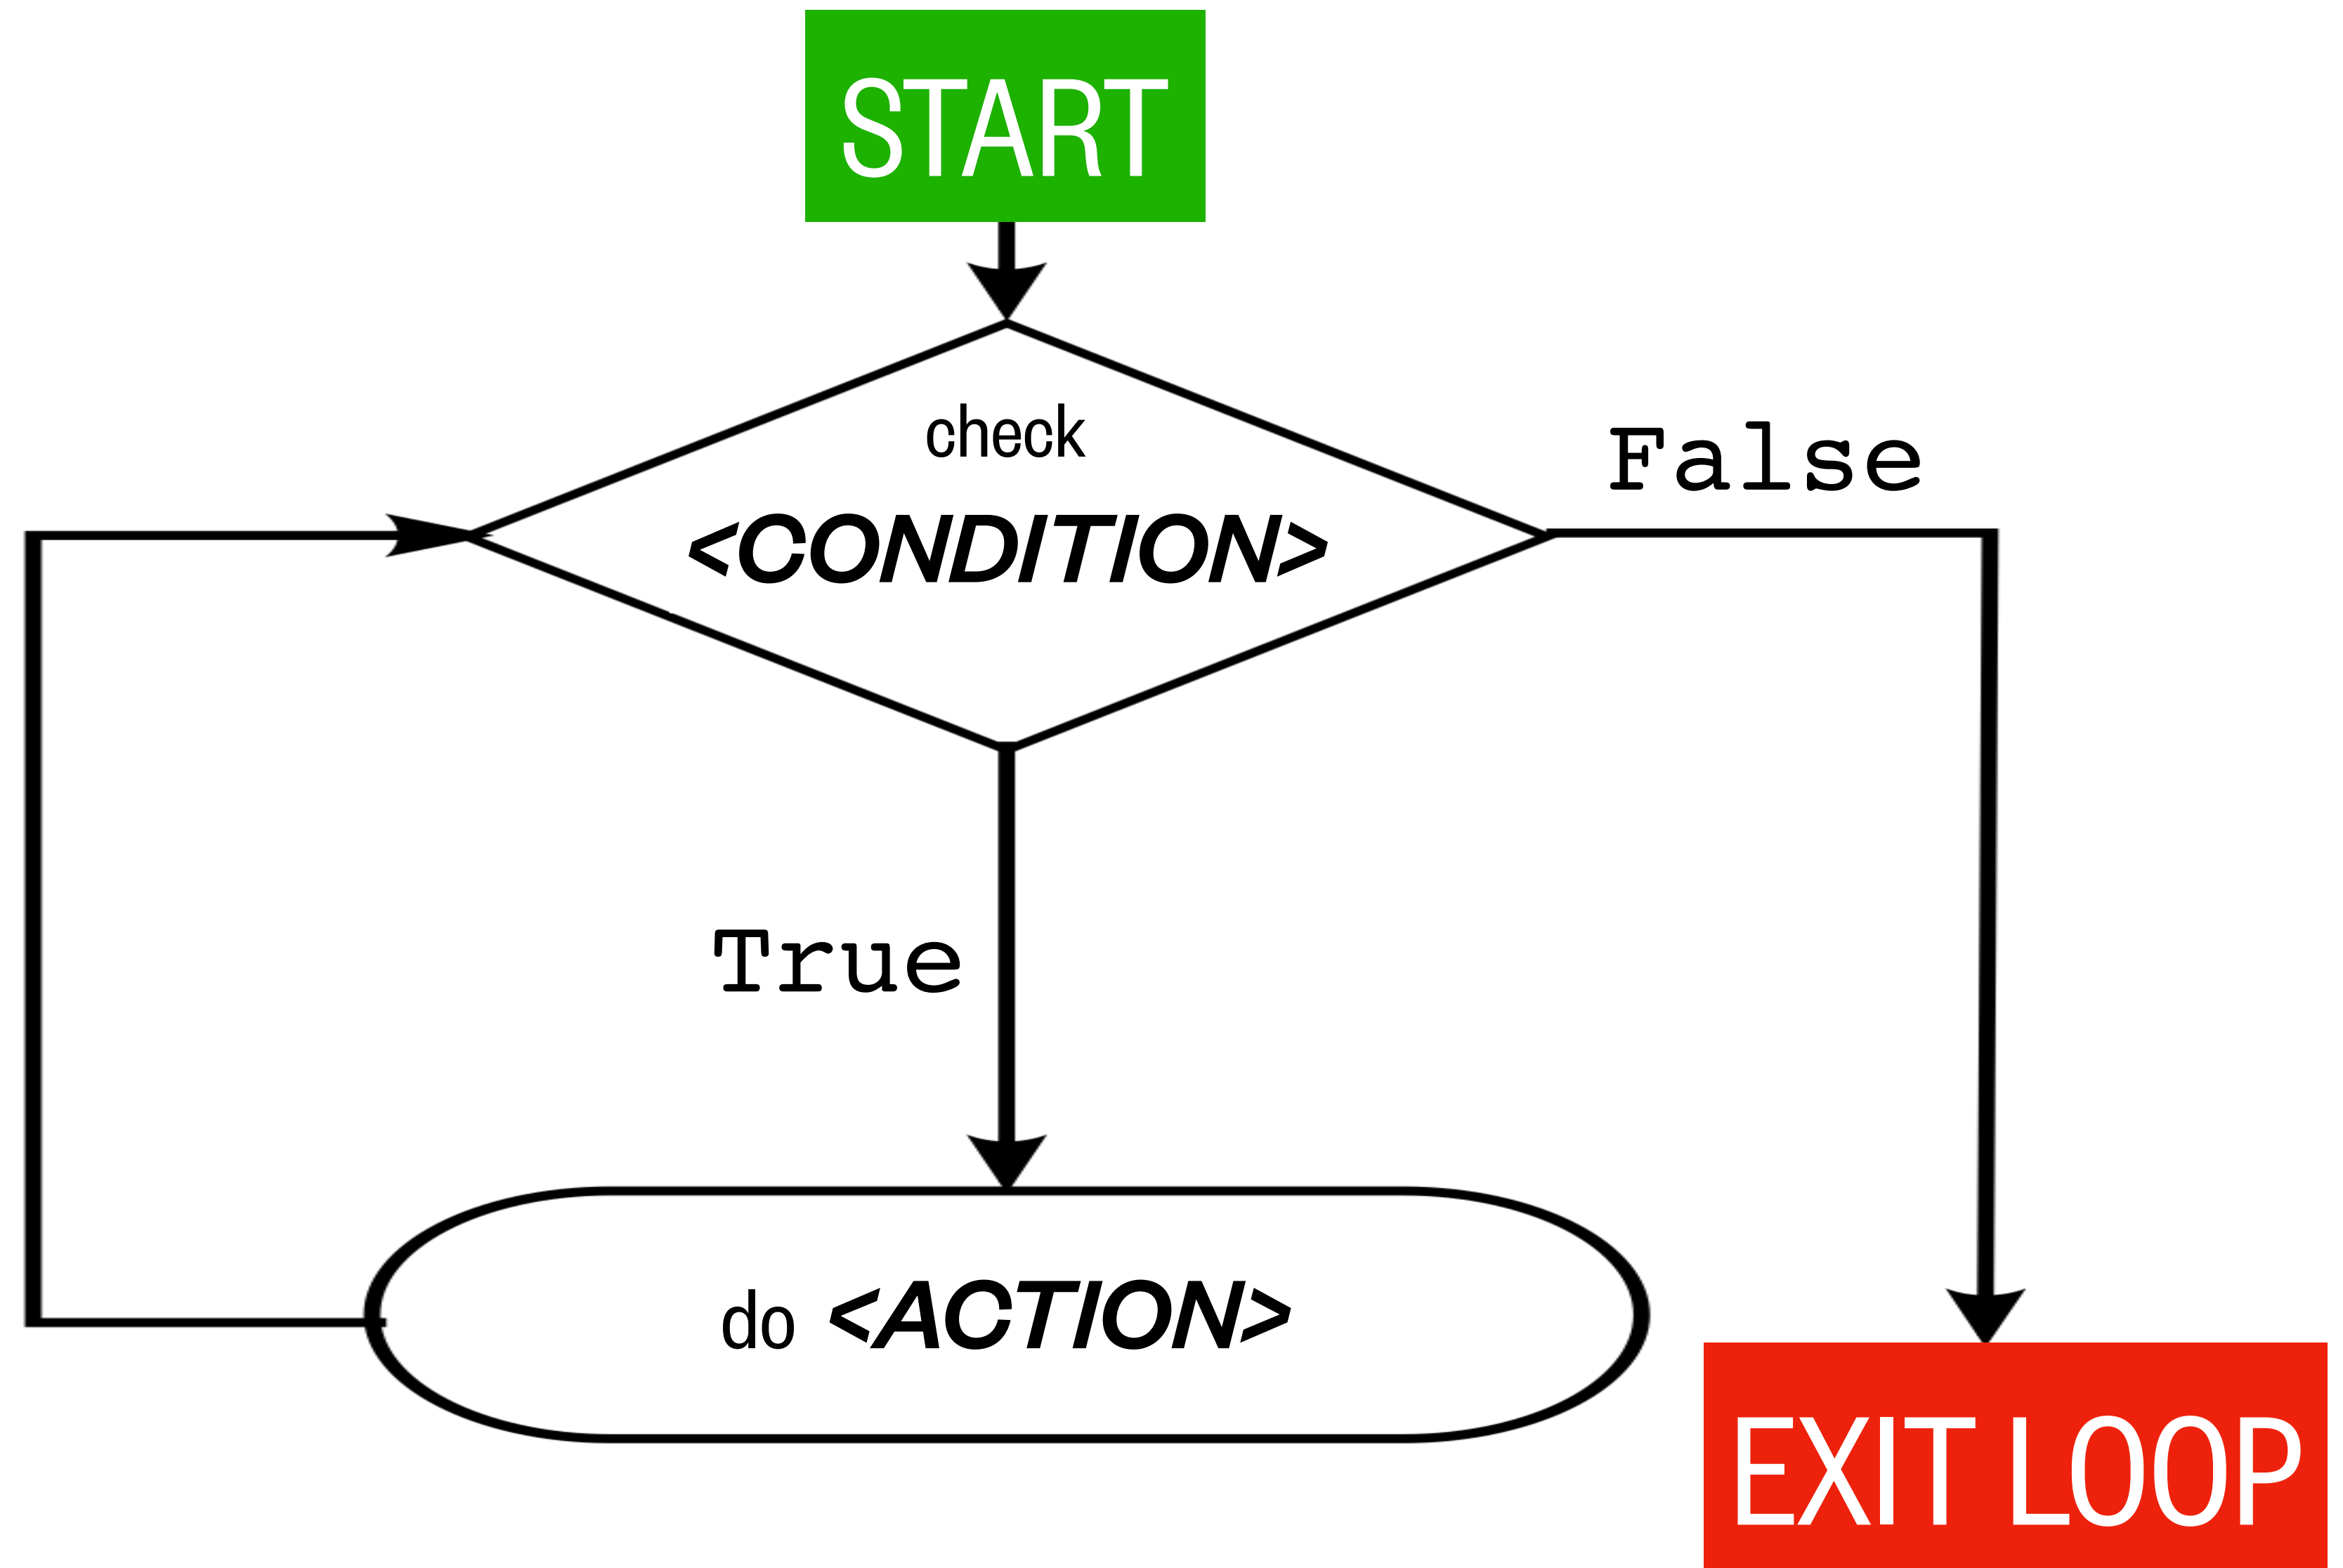 START
check
<CONDITION>
False
True
do <ACTION>
EXIT LOOP